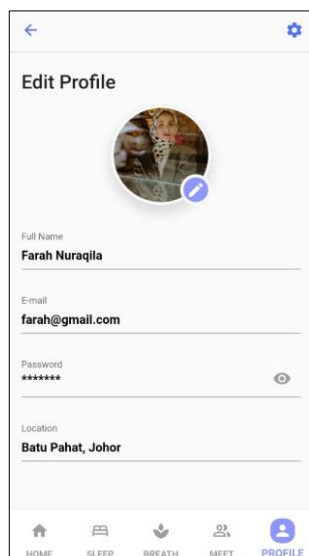 Edit Profile
Full Name
Farah Nuraqila
E-mail
farah@gmail.com
Password
*******
Location
Batu Pahat, Johor
HOME SLEEP BREATH MEET PROFILE